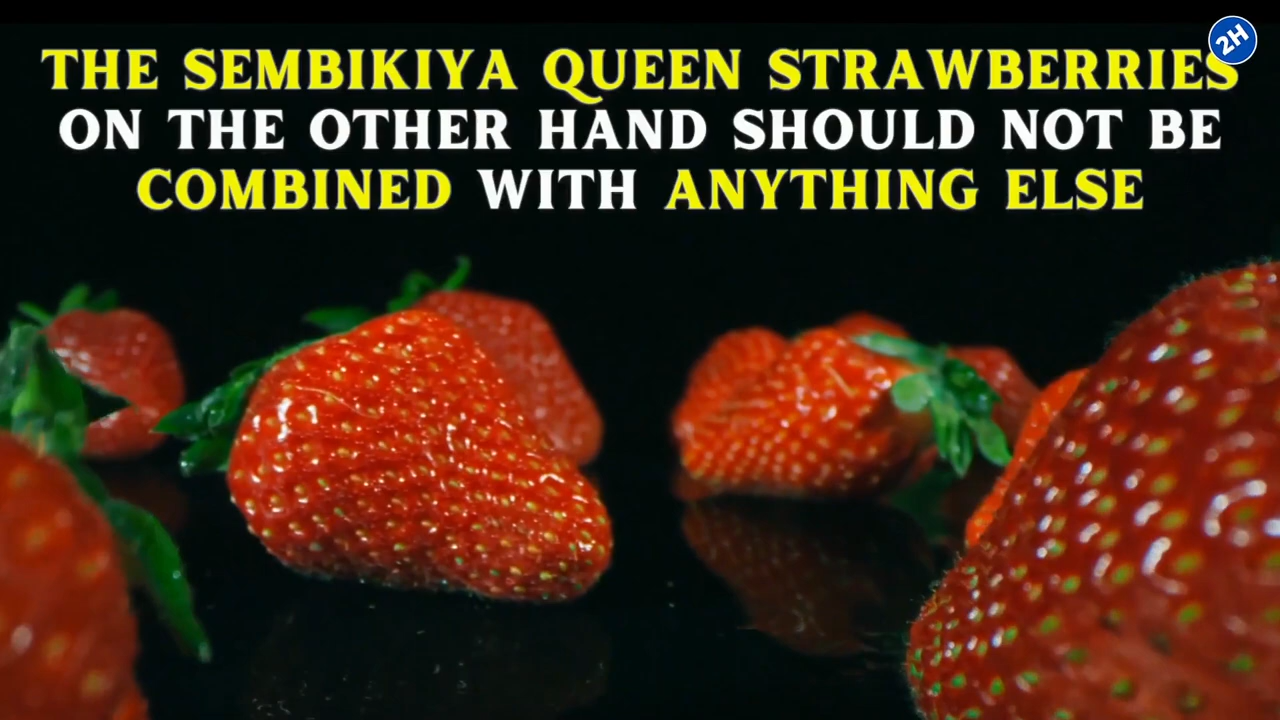 THE SEMBIKIYA QUEEN STRAWBERRIES
ON THE OTHER HAND SHOULD NOT BE
COMBINED WITH ANYTHING ELSE
2H